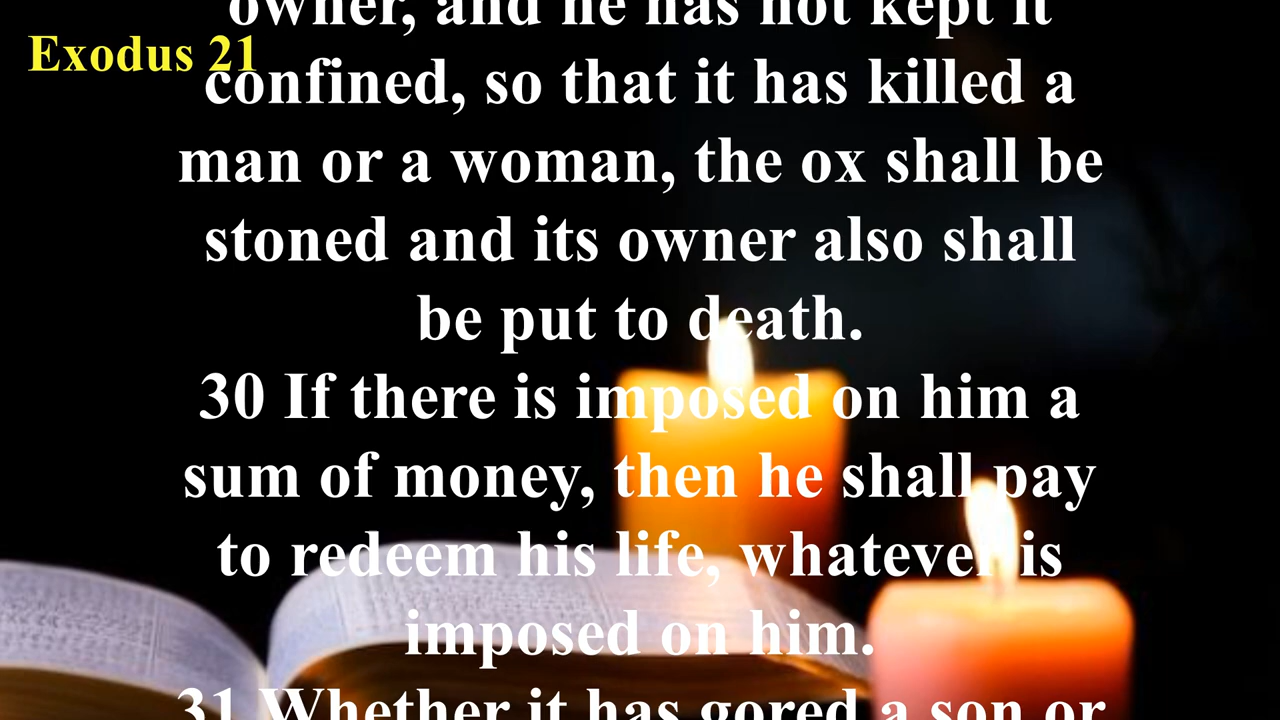 owner, and he has not kept it
Exodus 21
confined, so that it has killed a
man or a woman, the ox shall be
stoned and its owner also shall
be put to death.
30 If there is imposed on him a
sum of money, then he shall pay
to redeem his life, whatever is
imposed on him.
31 Whether it has gored a son or